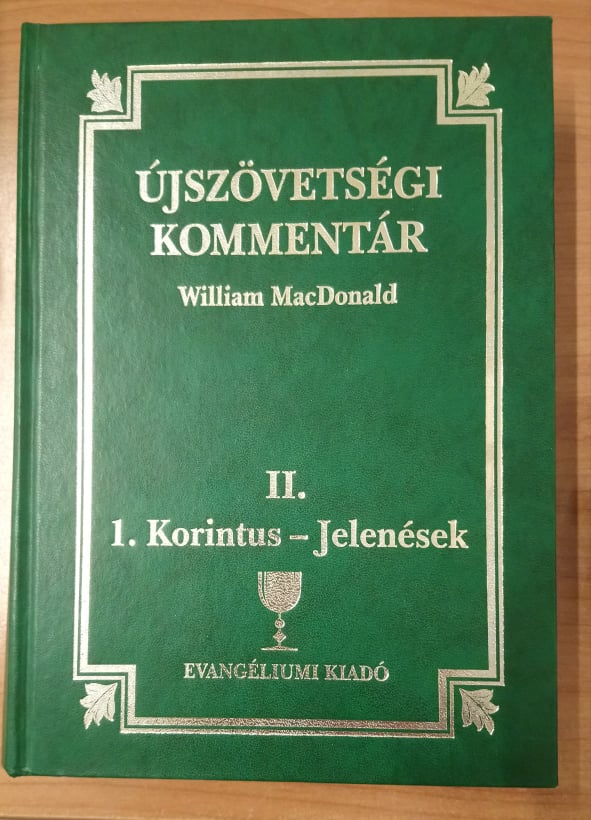 ÚJSZÖVETSÉGI
KOMMENTÁR
William MacDonald
II.
1. Korintus – Jelenések
EVANGÉLIUMI KIADÓ